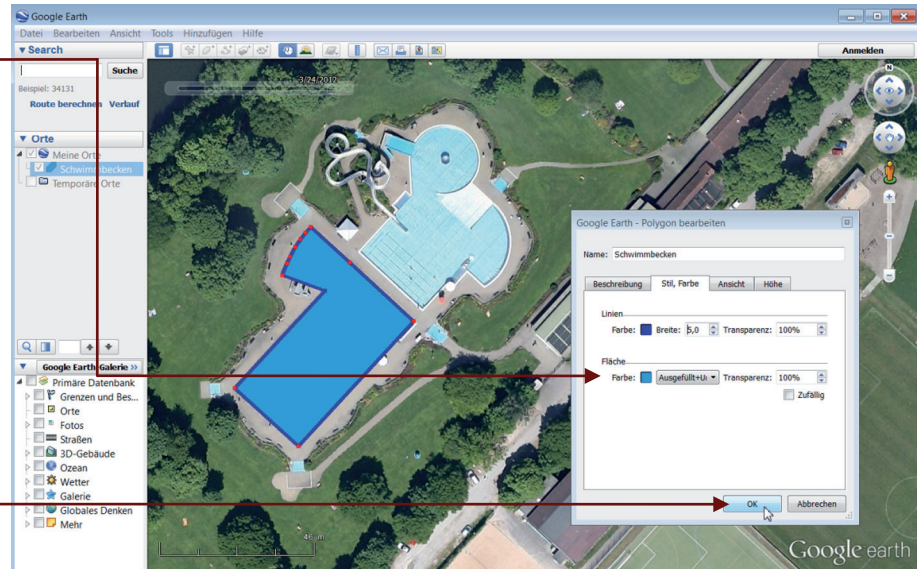 Google Earth
Datei Bearbeiten Ansicht Tools Hinzufügen Hilfe
Search
Suche
Beispiel: 34131
Route berechnen Verlauf
Orte
Meine Orte
Schwimmbecken
Temporäre Orte
Google Earth-Galerie »
Primäre Datenbank
Grenzen und Bes...
Orte
Fotos
Straßen
3D-Gebäude
Ozean
Wetter
Galerie
Globales Denken
Mehr
Anmelden
3/24/2012
N
Google Earth - Polygon bearbeiten
Name: Schwimmbecken
Beschreibung Stil, Farbe Ansicht Höhe
Linien
Farbe: Breite: 5,0 Transparenz: 100%
Fläche
Farbe: Ausgefüllt+U Transparenz: 100%
Zufällig
OK Abbrechen
46 m
Google earth